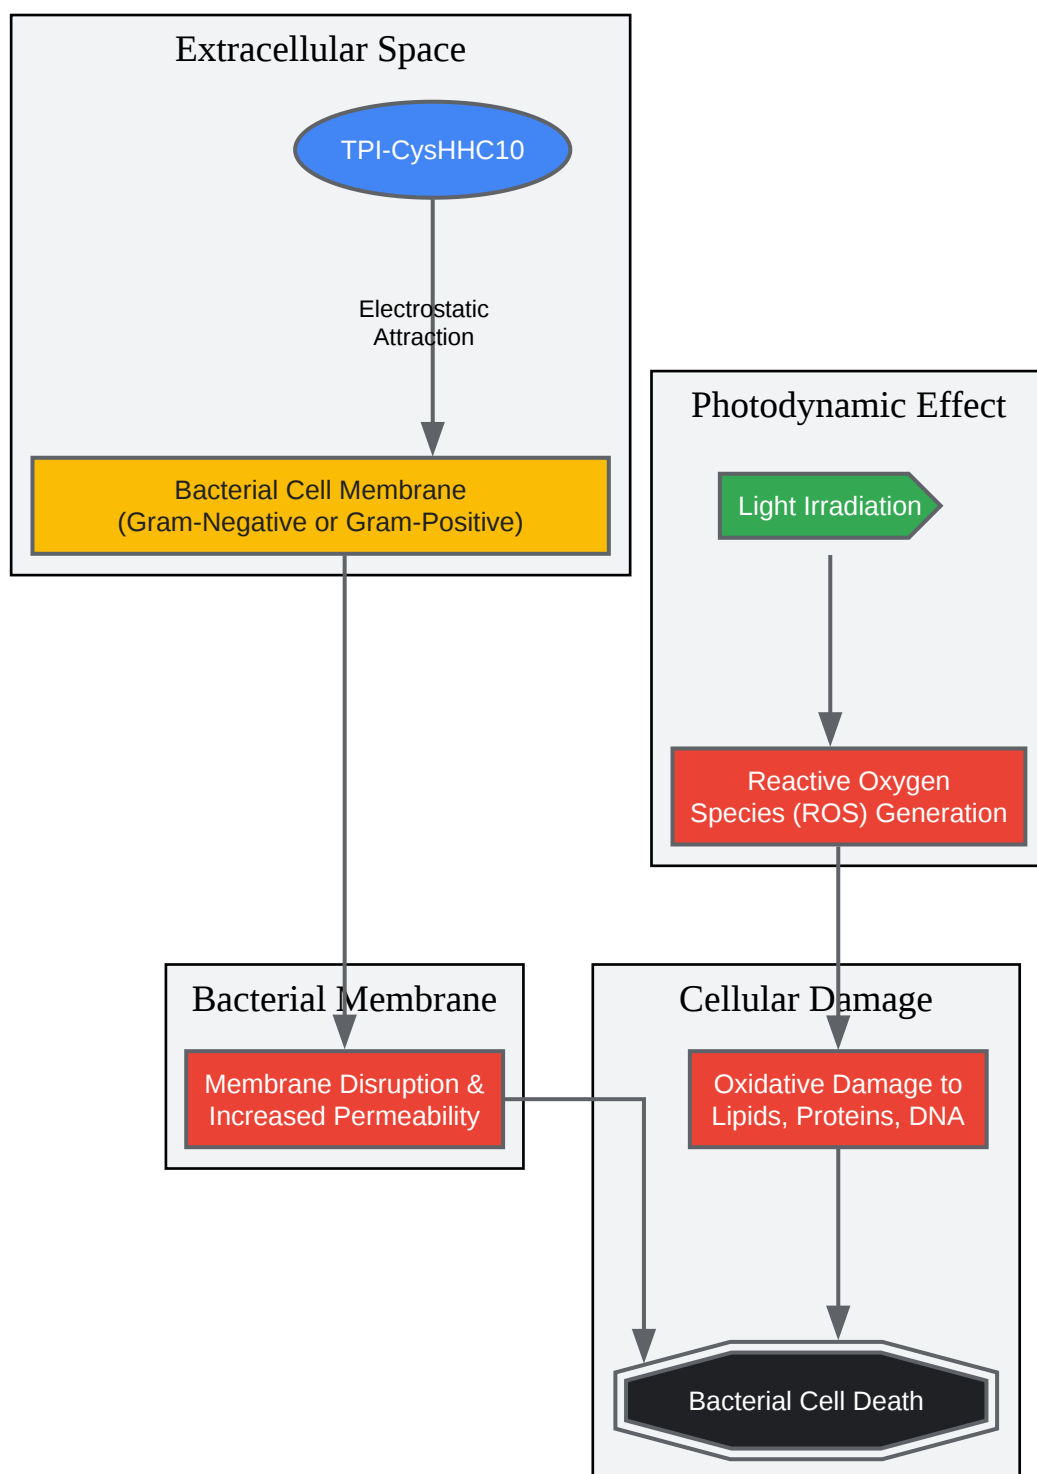 Extracellular Space
TPI-CysHHC10
Electrostatic
Attraction
Bacterial Cell Membrane
(Gram-Negative or Gram-Positive)
Photodynamic Effect
Light Irradiation
Reactive Oxygen
Species (ROS) Generation
Bacterial Membrane
Membrane Disruption &
Increased Permeability
Cellular Damage
Oxidative Damage to
Lipids, Proteins, DNA
Bacterial Cell Death